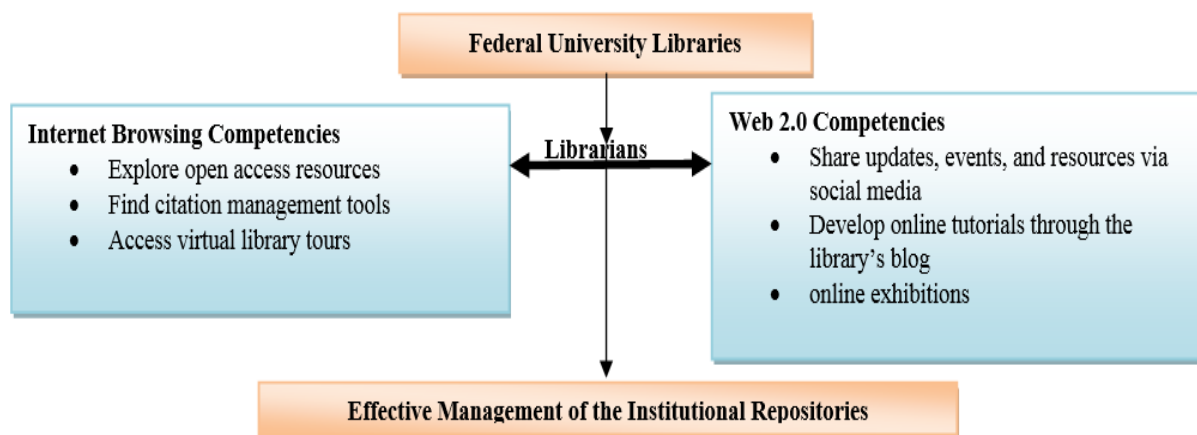 Federal University Libraries
Internet Browsing Competencies
• Explore open access resources
• Find citation management tools
• Access virtual library tours
Librarians
Web 2.0 Competencies
• Share updates, events, and resources via
social media
• Develop online tutorials through the
library’s blog
• online exhibitions
Effective Management of the Institutional Repositories